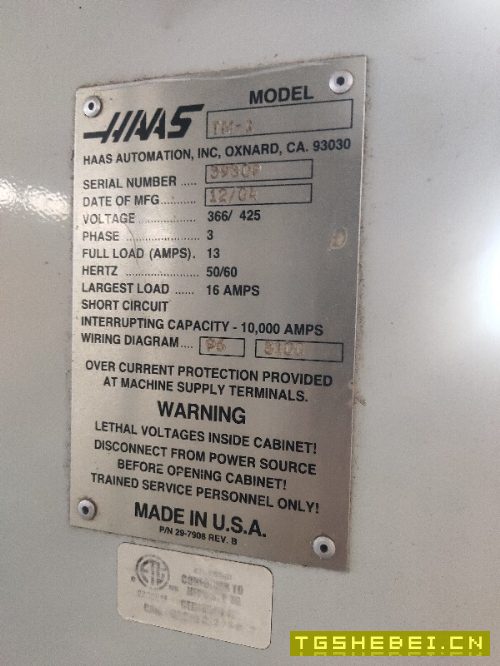 MODEL
HAAS TM-1
HAAS AUTOMATION, INC, OXNARD, CA. 93030
SERIAL NUMBER .....
DATE OF MFG..... 12/04
VOLTAGE ........... 366/ 425
PHASE .................. 3
FULL LOAD (AMPS). 13
HERTZ .................. 50/60
LARGEST LOAD ..... 16 AMPS
SHORT CIRCUIT
INTERRUPTING CAPACITY - 10,000 AMPS
WIRING DIAGRAM.... 96 8100
OVER CURRENT PROTECTION PROVIDED
AT MACHINE SUPPLY TERMINALS.
WARNING
LETHAL VOLTAGES INSIDE CABINET!
DISCONNECT FROM POWER SOURCE
BEFORE OPENING CABINET!
TRAINED SERVICE PERSONNEL ONLY!
MADE IN U.S.A.
P/N 29-7906 REV. B
TGSHEBEI.CN